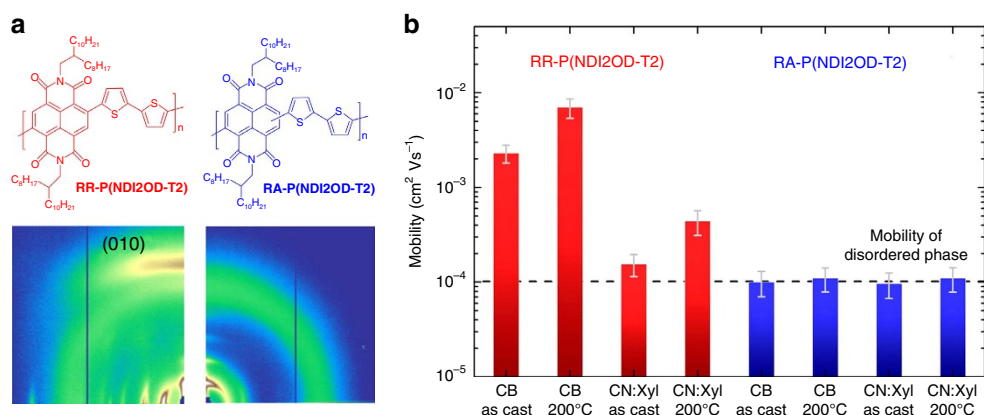 a
C₁₀H₂₁
C₈H₁₇
O N O
S
S
n
O N O
C₈H₁₇
C₁₀H₂₁
RR-P(NDI2OD-T2)
C₁₀H₂₁
C₈H₁₇
O N O
S
S
n
O N O
C₈H₁₇
C₁₀H₂₁
RA-P(NDI2OD-T2)
(010)
b
RR-P(NDI2OD-T2)
RA-P(NDI2OD-T2)
Mobility (cm² Vs⁻¹)
10⁻²
10⁻³
10⁻⁴
10⁻⁵
Mobility of
disordered phase
CB
as cast
CB
200°C
CN:Xyl
as cast
CN:Xyl
200°C
CB
as cast
CB
200°C
CN:Xyl
as cast
CN:Xyl
200°C